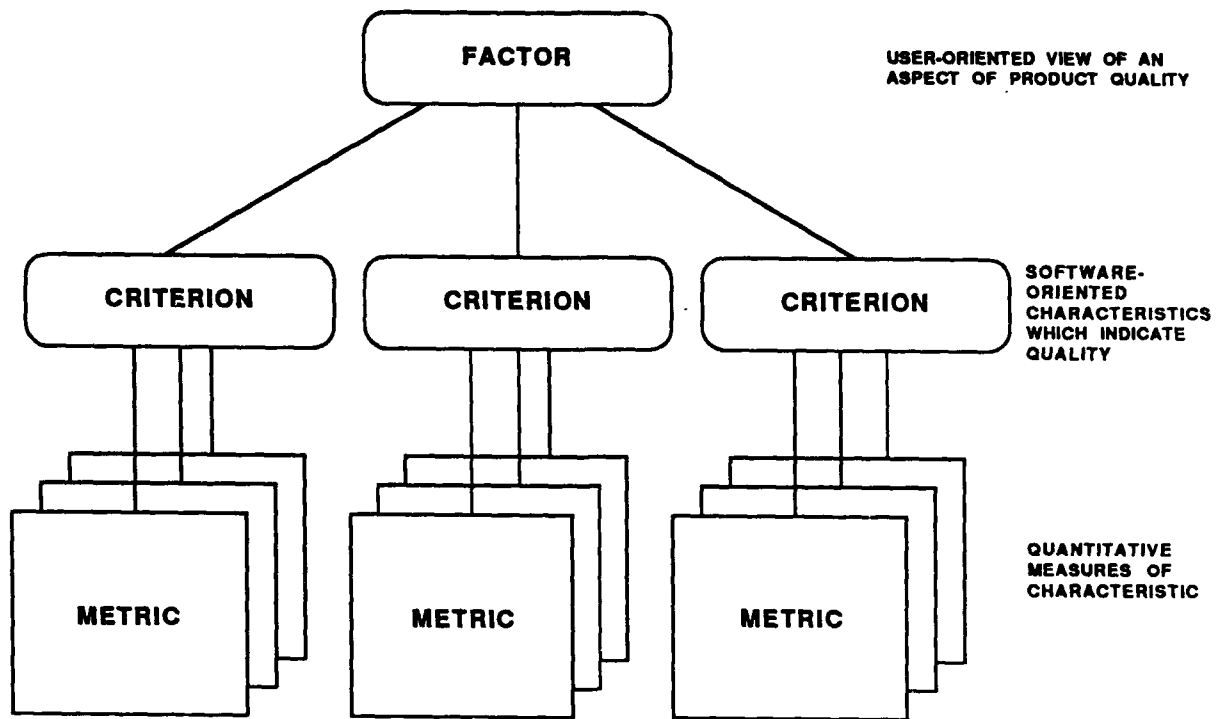 FACTOR
USER-ORIENTED VIEW OF AN
ASPECT OF PRODUCT QUALITY
CRITERION
CRITERION
CRITERION
SOFTWARE-
ORIENTED
CHARACTERISTICS
WHICH INDICATE
QUALITY
METRIC
METRIC
METRIC
QUANTITATIVE
MEASURES OF
CHARACTERISTIC